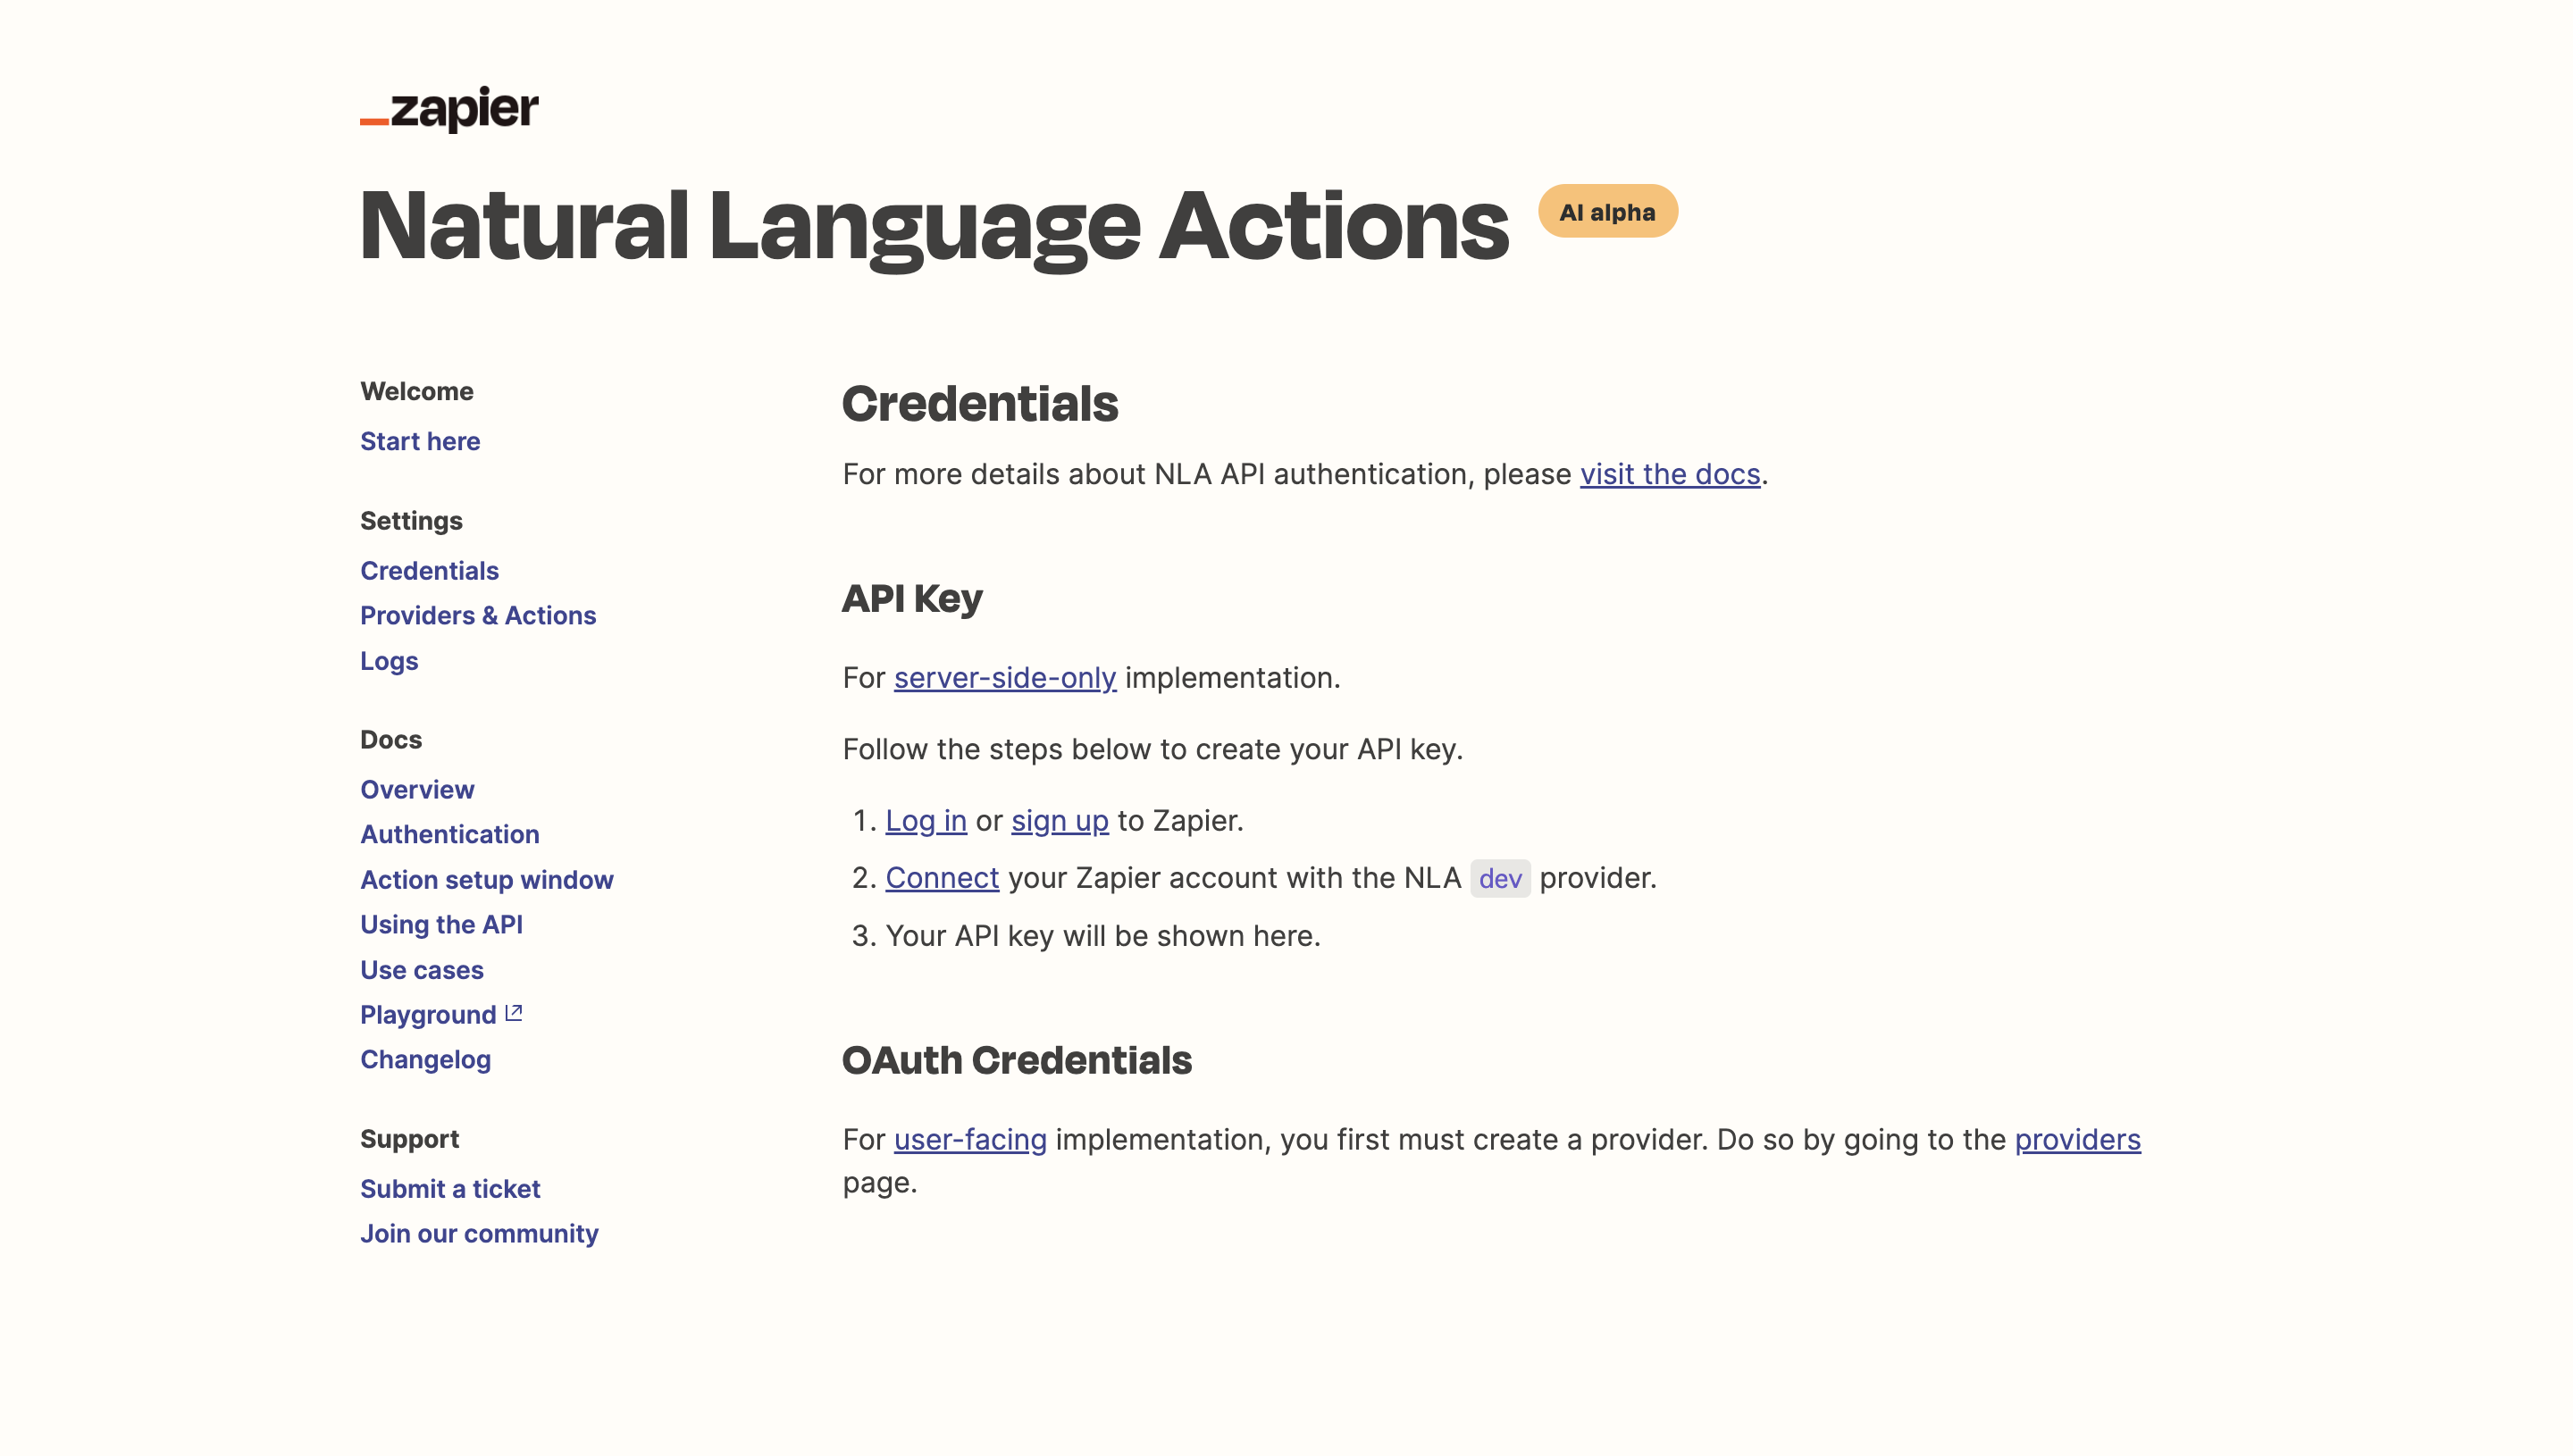 zapier
Natural Language Actions
AI alpha
Welcome
Start here
Settings
Credentials
Providers & Actions
Logs
Docs
Overview
Authentication
Action setup window
Using the API
Use cases
Playground
Changelog
Support
Submit a ticket
Join our community
Credentials
For more details about NLA API authentication, please visit the docs.
API Key
For server-side-only implementation.
Follow the steps below to create your API key.
1. Log in or sign up to Zapier.
2. Connect your Zapier account with the NLA dev provider.
3. Your API key will be shown here.
OAuth Credentials
For user-facing implementation, you first must create a provider. Do so by going to the providers
page.